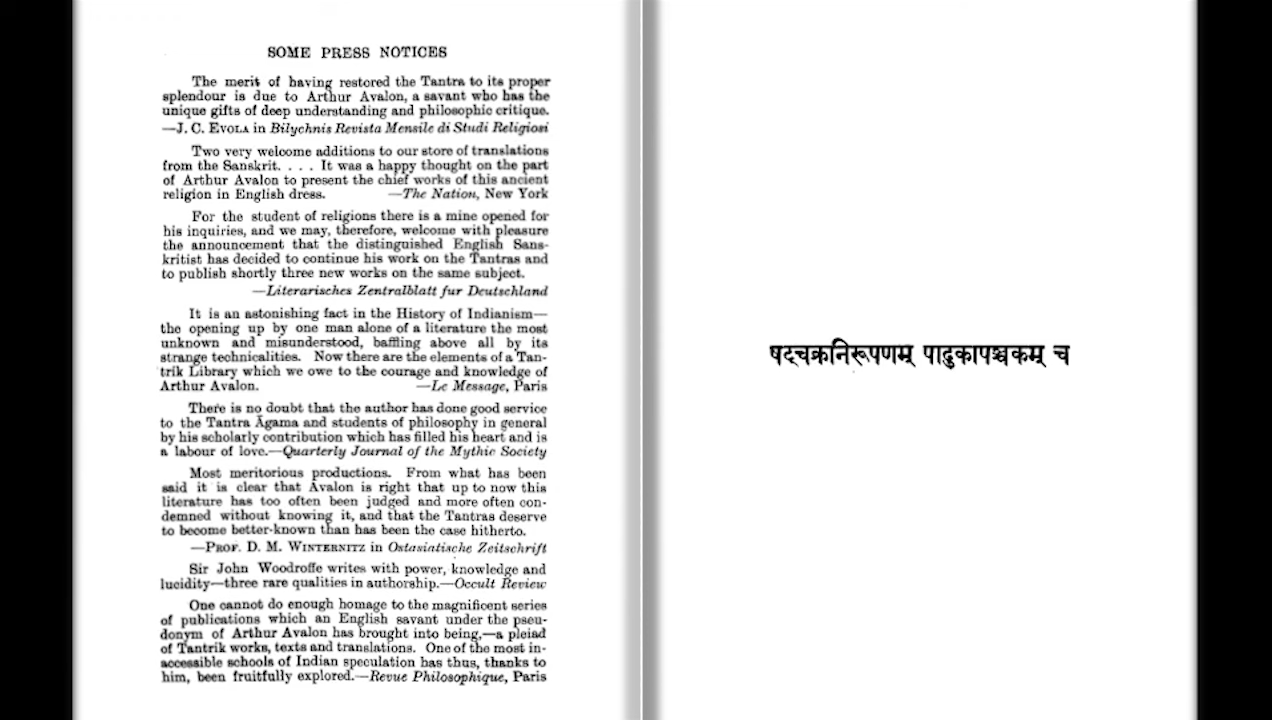 SOME PRESS NOTICES
The merit of having restored the Tantra to its proper
splendour is due to Arthur Avalon, a savant who has the
unique gifts of deep understanding and philosophic critique.
—J. C. EVOLA in Bilychnis Revista Mensile di Studi Religiosi
Two very welcome additions to our store of translations
from the Sanskrit. . . . It was a happy thought on the part
of Arthur Avalon to present the chief works of this ancient
religion in English dress. —The Nation, New York
For the student of religions there is a mine opened for
his inquiries, and we may, therefore, welcome with pleasure
the announcement that the distinguished English Sans-
kritist has decided to continue his work on the Tantras and
to publish shortly three new works on the same subject.
—Literarisches Zentralblatt fur Deutschland
It is an astonishing fact in the History of Indianism—
the opening up by one man alone of a literature the most
unknown and misunderstood, baffling above all by its
strange technicalities. Now there are the elements of a Tan-
trik Library which we owe to the courage and knowledge of
Arthur Avalon. —Le Message, Paris
There is no doubt that the author has done good service
to the Tantra Āgama and students of philosophy in general
by his scholarly contribution which has filled his heart and is
a labour of love.—Quarterly Journal of the Mythic Society
Most meritorious productions. From what has been
said it is clear that Avalon is right that up to now this
literature has too often been judged and more often con-
demned without knowing it, and that the Tantras deserve
to become better-known than has been the case hitherto.
—PROF. D. M. WINTERNITZ in Ostasiatische Zeitschrift
Sir John Woodroffe writes with power, knowledge and
lucidity—three rare qualities in authorship.—Occult Review
One cannot do enough homage to the magnificent series
of publications which an English savant under the pseu-
donym of Arthur Avalon has brought into being,—a pleiad
of Tantrik works, texts and translations. One of the most in-
accessible schools of Indian speculation has thus, thanks to
him, been fruitfully explored.—Revue Philosophique, Paris
षट्चक्रनिरूपणम् पादुकापञ्चकम् च